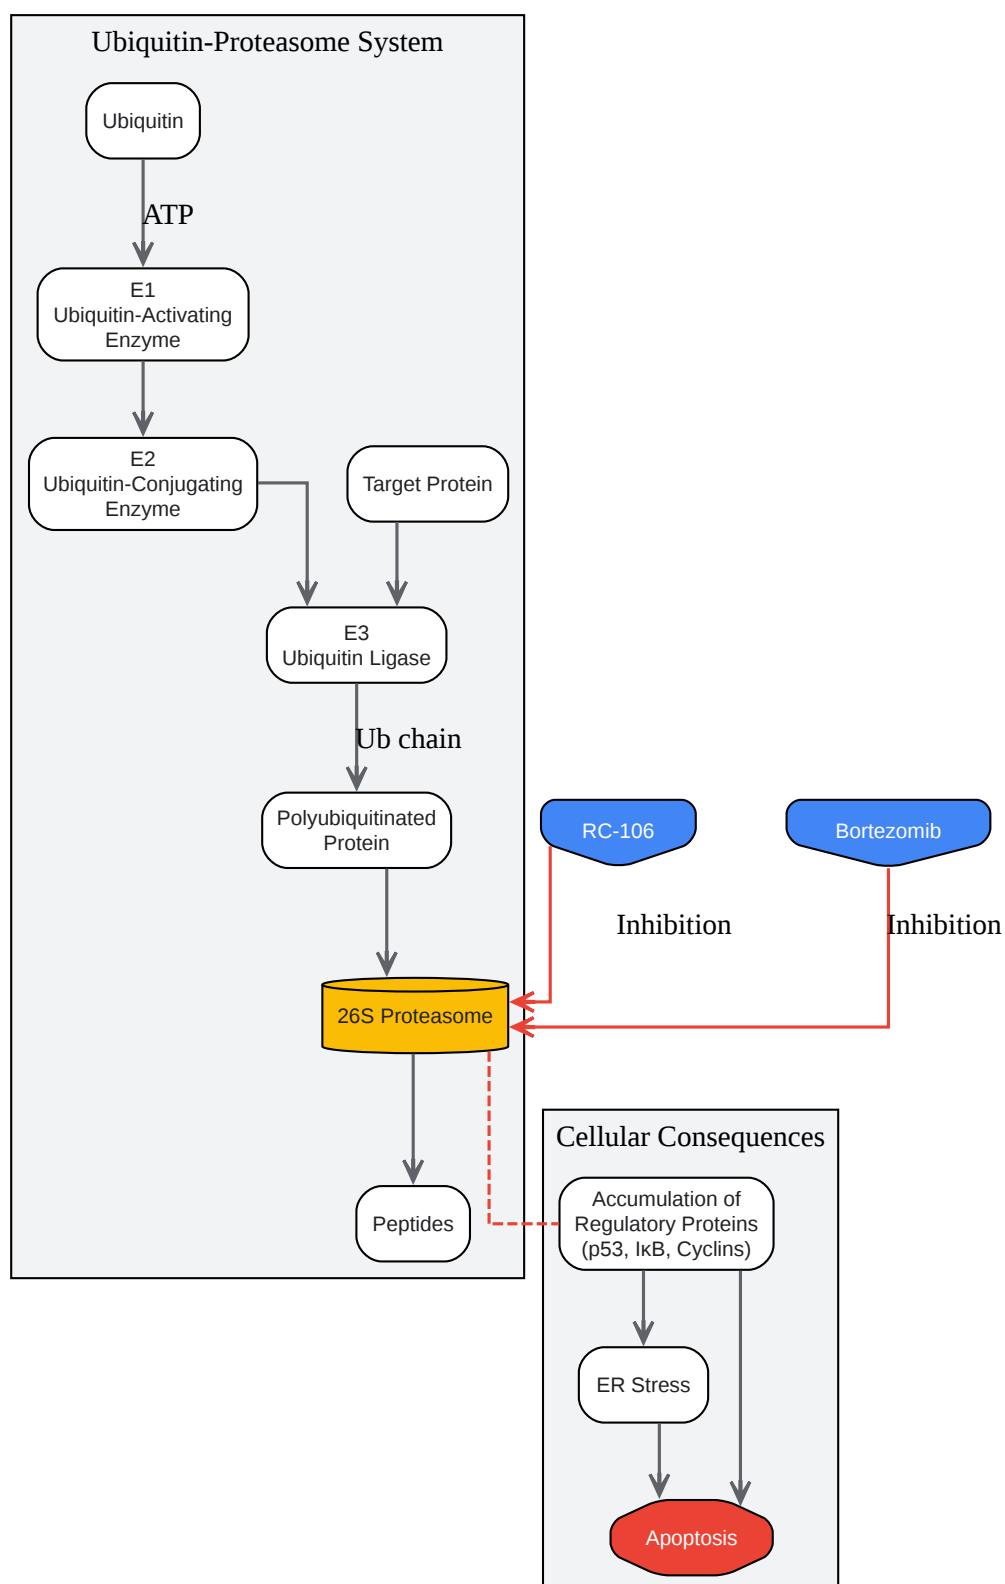 Ubiquitin-Proteasome System
Ubiquitin
ATP
E1
Ubiquitin-Activating
Enzyme
E2
Ubiquitin-Conjugating
Enzyme
Target Protein
E3
Ubiquitin Ligase
Ub chain
Polyubiquitinated
Protein
RC-106
Bortezomib
Inhibition
Inhibition
26S Proteasome
Peptides
Cellular Consequences
Accumulation of
Regulatory Proteins
(p53, IκB, Cyclins)
ER Stress
Apoptosis